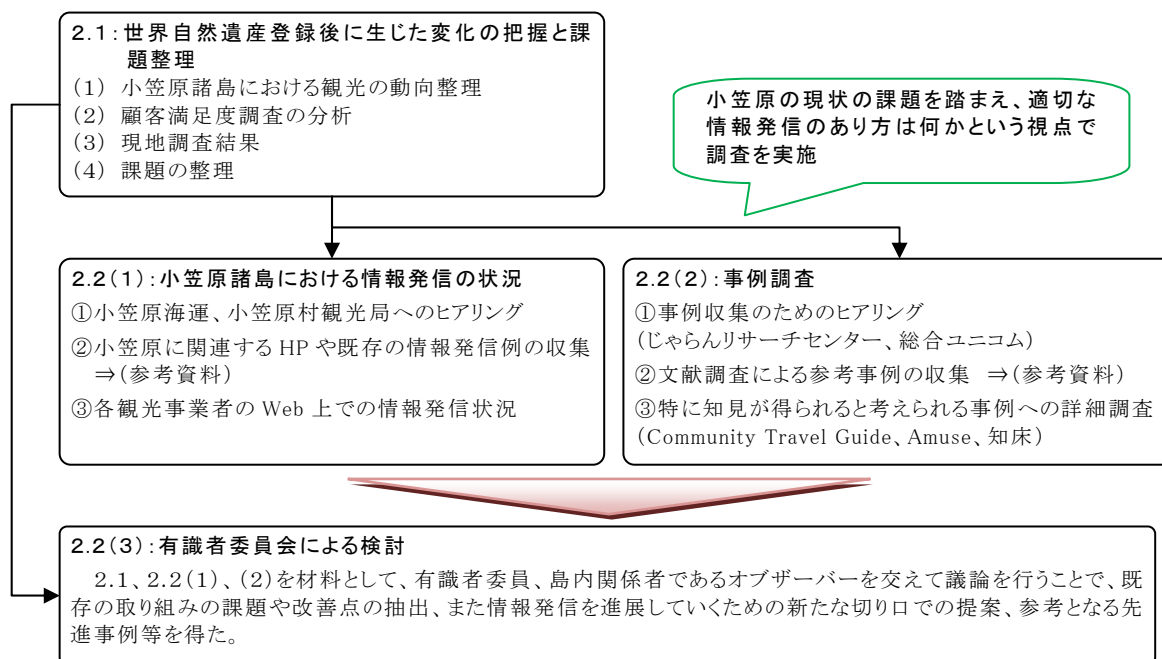 2.1：世界自然遺産登録後に生じた変化の把握と課
題整理
(1) 小笠原諸島における観光の動向整理
(2) 顧客満足度調査の分析
(3) 現地調査結果
(4) 課題の整理
小笠原の現状の課題を踏まえ、適切な
情報発信のあり方は何かという視点で
調査を実施
2.2(1)：小笠原諸島における情報発信の状況
①小笠原海運、小笠原村観光局へのヒアリング
②小笠原に関連する HP や既存の情報発信例の収集
⇒(参考資料)
③各観光事業者の Web 上での情報発信状況
2.2(2)：事例調査
①事例収集のためのヒアリング
(じゃらんリサーチセンター、総合ユニコム)
②文献調査による参考事例の収集 ⇒(参考資料)
③特に知見が得られると考えられる事例への詳細調査
(Community Travel Guide、Amuse、知床)
2.2(3)：有識者委員会による検討
2.1、2.2(1)、(2)を材料として、有識者委員、島内関係者であるオブザーバーを交えて議論を行うことで、既
存の取り組みの課題や改善点の抽出、また情報発信を進展していくための新たな切り口での提案、参考となる先
進事例等を得た。